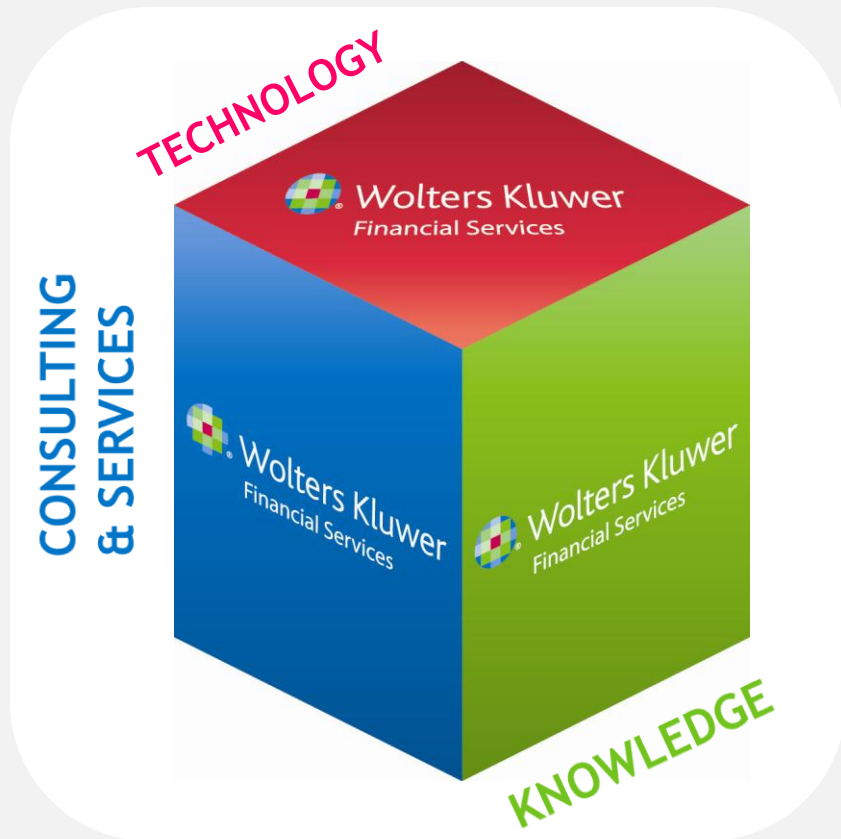 TECHNOLOGY
Wolters Kluwer
Financial Services
CONSULTING
& SERVICES
Wolters Kluwer
Financial Services
Wolters Kluwer
Financial Services
KNOWLEDGE